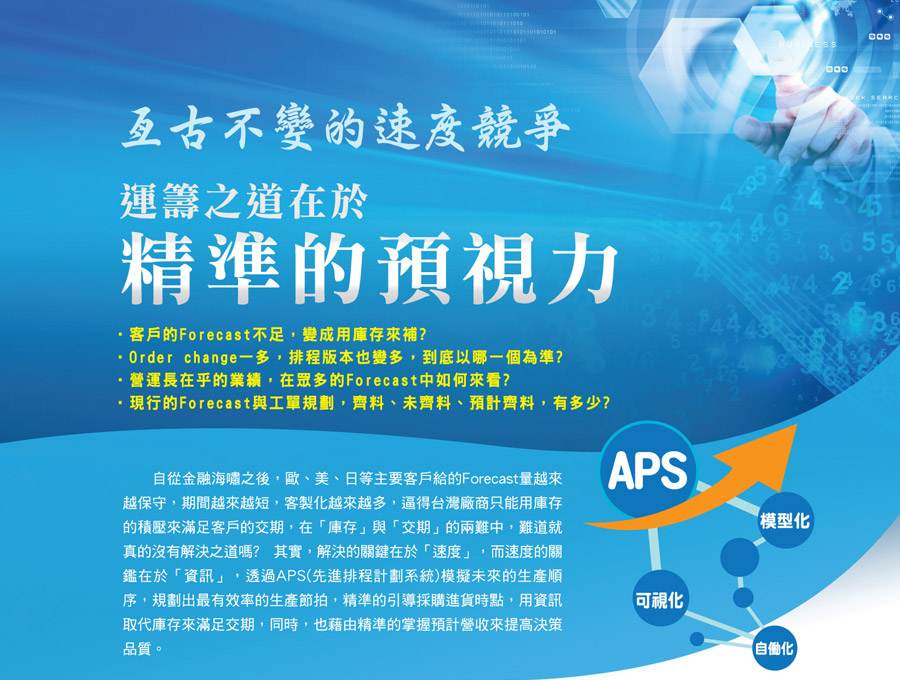 BUSINESS
亙古不變的速度競爭
運籌之道在於
精準的預視力
·客戶的Forecast不足，變成用庫存來補?
·Order change一多，排程版本也變多，到底以哪一個為準?
·營運長在乎的業績，在眾多的Forecast中如何來看?
·現行的Forecast與工單規劃，齊料、未齊料、預計齊料，有多少?
自從金融海嘯之後，歐、美、日等主要客戶給的Forecast量越來
越保守，期間越來越短，客製化越來越多，逼得台灣廠商只能用庫存
的積壓來滿足客戶的交期，在「庫存」與「交期」的兩難中，難道就
真的沒有解決之道嗎?　其實，解決的關鍵在於「速度」，而速度的關
鑑在於「資訊」，透過APS(先進排程計劃系統)模擬未來的生產順
序，規劃出最有效率的生產節拍，精準的引導採購進貨時點，用資訊
取代庫存來滿足交期，同時，也藉由精準的掌握預計營收來提高決策
品質。
APS
模型化
可視化
自働化